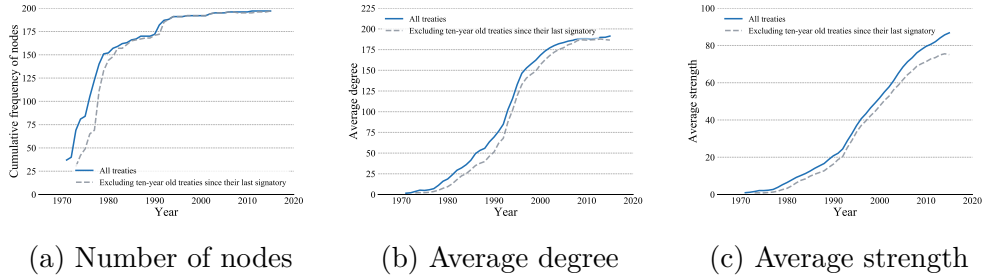 200
175
150
125
100
75
50
25
0
Cumulative frequency of nodes
All treaties
Excluding ten-year old treaties since their last signatory
1970 1980 1990 2000 2010 2020
Year
(a) Number of nodes
225
200
175
150
125
100
75
50
25
0
Average degree
All treaties
Excluding ten-year old treaties since their last signatory
1970 1980 1990 2000 2010 2020
Year
(b) Average degree
100
80
60
40
20
0
Average strength
All treaties
Excluding ten-year old treaties since their last signatory
1970 1980 1990 2000 2010 2020
Year
(c) Average strength